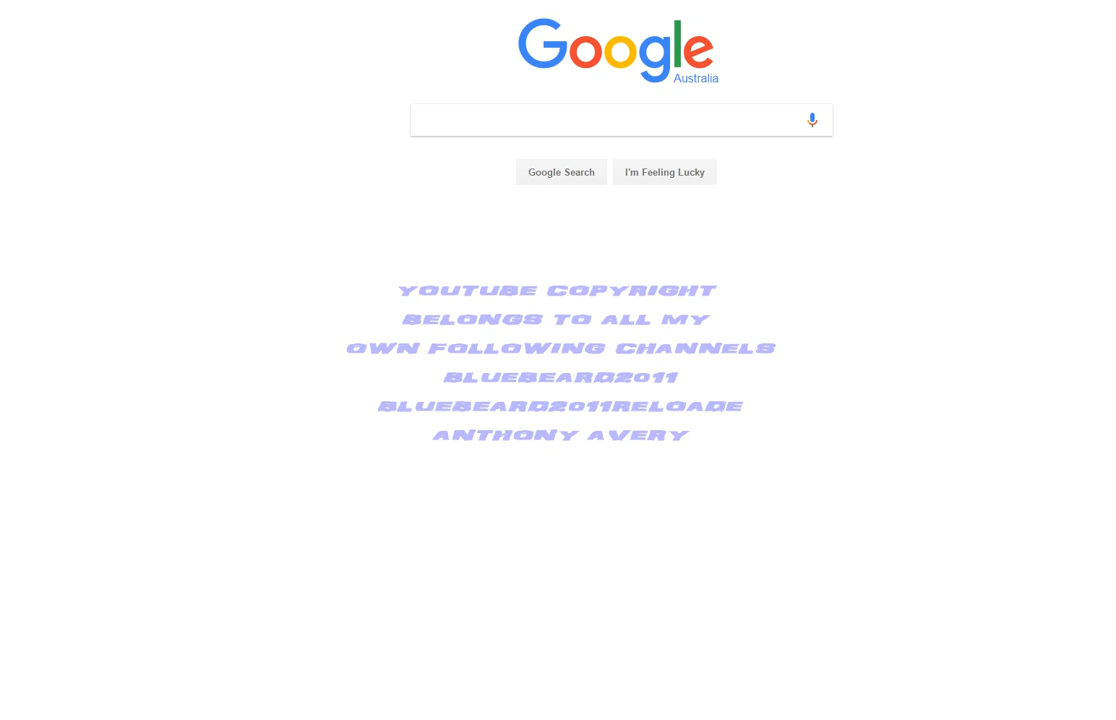 Google
Australia
Google Search I'm Feeling Lucky
YOUTUBE COPYRIGHT
BELONGS TO ALL MY
OWN FOLLOWING CHANNELS
BLUEBEARD2011
BLUEBEARD2011RELOADE
ANTHONY AVERY